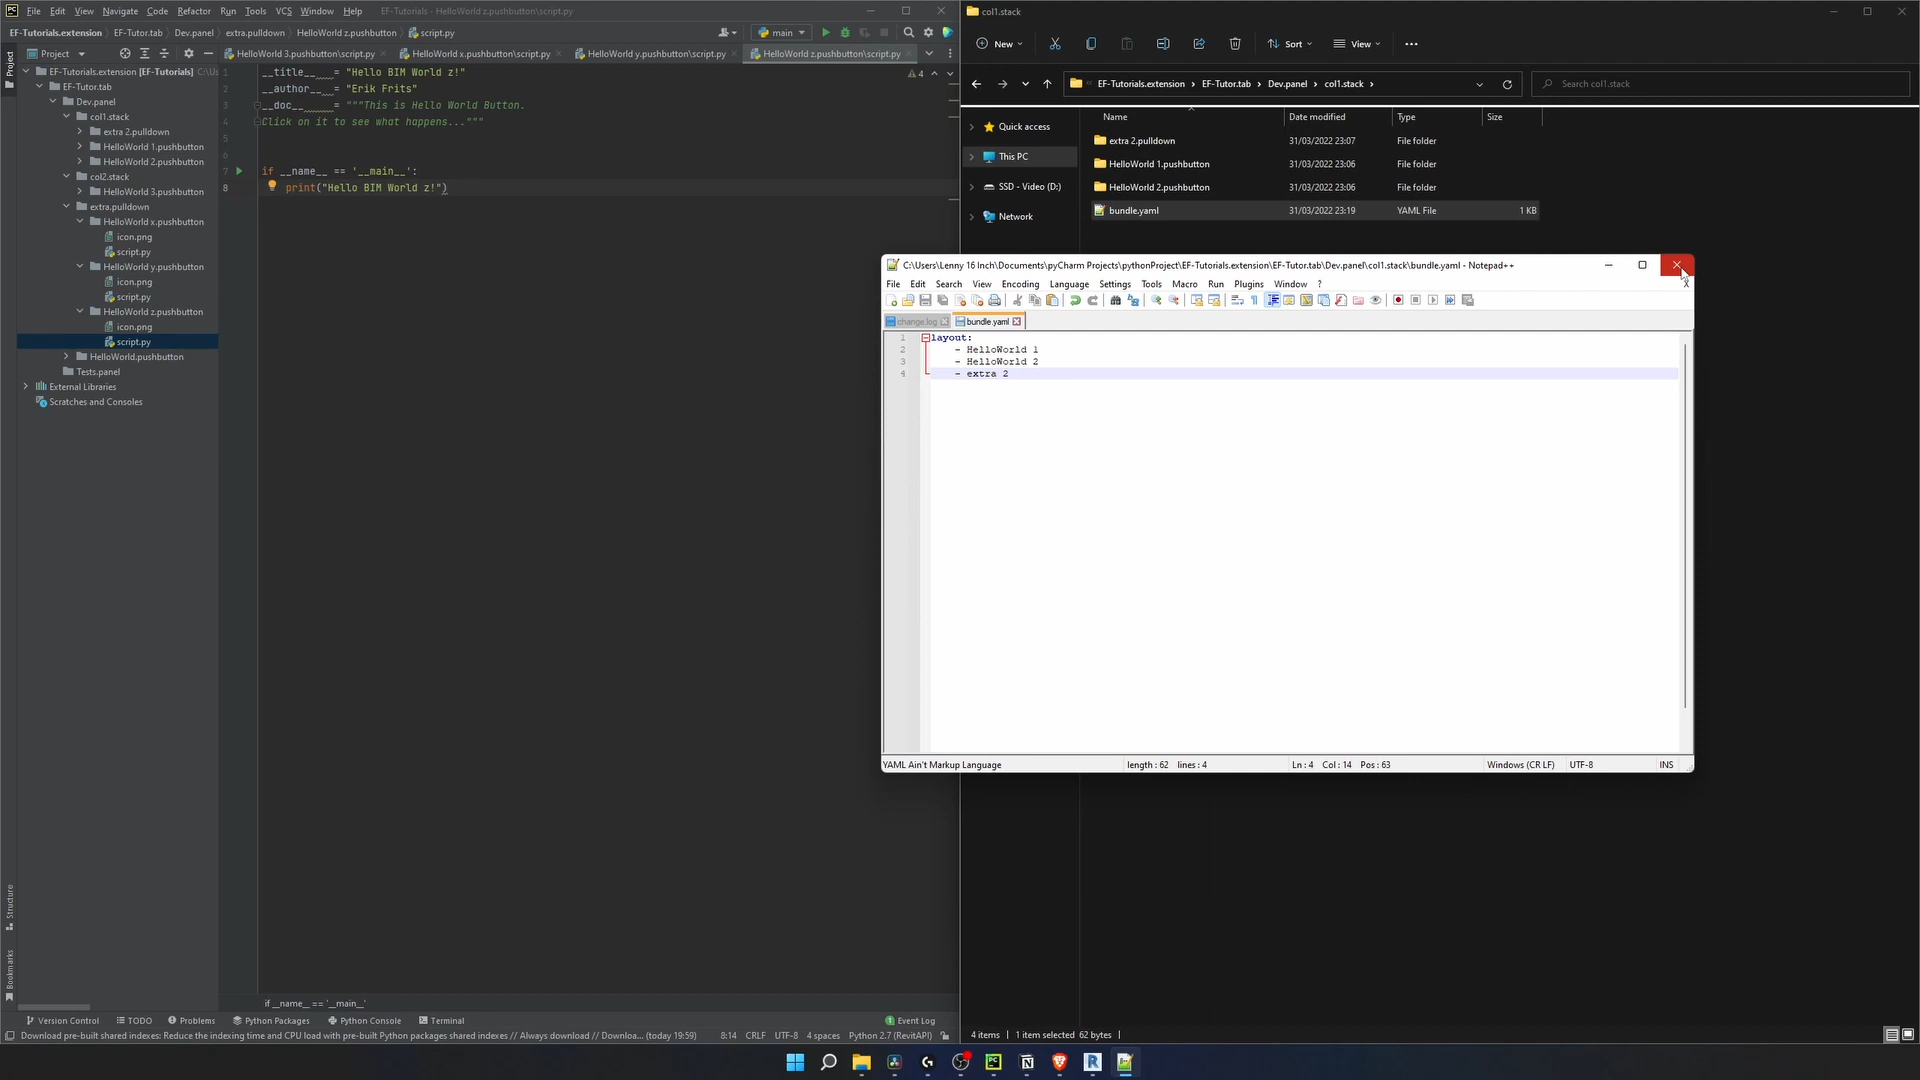 File Edit View Navigate Code Refactor Run Tools VCS Window Help EF-Tutorials - HelloWorld z.pushbutton\script.py
EF-Tutorials.extension EF-Tutor.tab Dev.panel extra.pulldown HelloWorld z.pushbutton script.py main
Project HelloWorld 3.pushbutton\script.py HelloWorld x.pushbutton\script.py HelloWorld y.pushbutton\script.py HelloWorld z.pushbutton\script.py
Project
EF-Tutorials.extension [EF-Tutorials] C:\Us
EF-Tutor.tab
Dev.panel
col1.stack
extra 2.pulldown
HelloWorld 1.pushbutton
HelloWorld 2.pushbutton
col2.stack
HelloWorld 3.pushbutton
extra.pulldown
HelloWorld x.pushbutton
icon.png
script.py
HelloWorld y.pushbutton
icon.png
script.py
HelloWorld z.pushbutton
icon.png
script.py
HelloWorld.pushbutton
Tests.panel
External Libraries
Scratches and Consoles
1 __title__ = "Hello BIM World z!"
2 __author__ = "Erik Frits"
3 __doc__ = """This is Hello World Button.
4 Click on it to see what happens..."""
5
6
7 if __name__ == '__main__':
8 print("Hello BIM World z!")
4
Structure
Bookmarks
if __name__ == '__main__'
Version Control TODO Problems Python Packages Python Console Terminal Event Log
Download pre-built shared indexes: Reduce the indexing time and CPU load with pre-built Python packages shared indexes // Always download // Downloa... (today 19:59) 8:14 CRLF UTF-8 4 spaces Python 2.7 (RevitAPI)
col1.stack
New Sort View
EF-Tutorials.extension EF-Tutor.tab Dev.panel col1.stack Search col1.stack
Quick access
This PC
SSD - Video (D:)
Network
Name Date modified Type Size
extra 2.pulldown 31/03/2022 23:07 File folder
HelloWorld 1.pushbutton 31/03/2022 23:06 File folder
HelloWorld 2.pushbutton 31/03/2022 23:06 File folder
bundle.yaml 31/03/2022 23:19 YAML File 1 KB
C:\Users\Lenny 16 Inch\Documents\pyCharm Projects\pythonProject\EF-Tutorials.extension\EF-Tutor.tab\Dev.panel\col1.stack\bundle.yaml - Notepad++
File Edit Search View Encoding Language Settings Tools Macro Run Plugins Window ? X
change.log bundle.yaml
1 layout:
2 - HelloWorld 1
3 - HelloWorld 2
4 - extra 2
YAML Ain't Markup Language length : 62 lines : 4 Ln : 4 Col : 14 Pos : 63 Windows (CR LF) UTF-8 INS
4 items 1 item selected 62 bytes